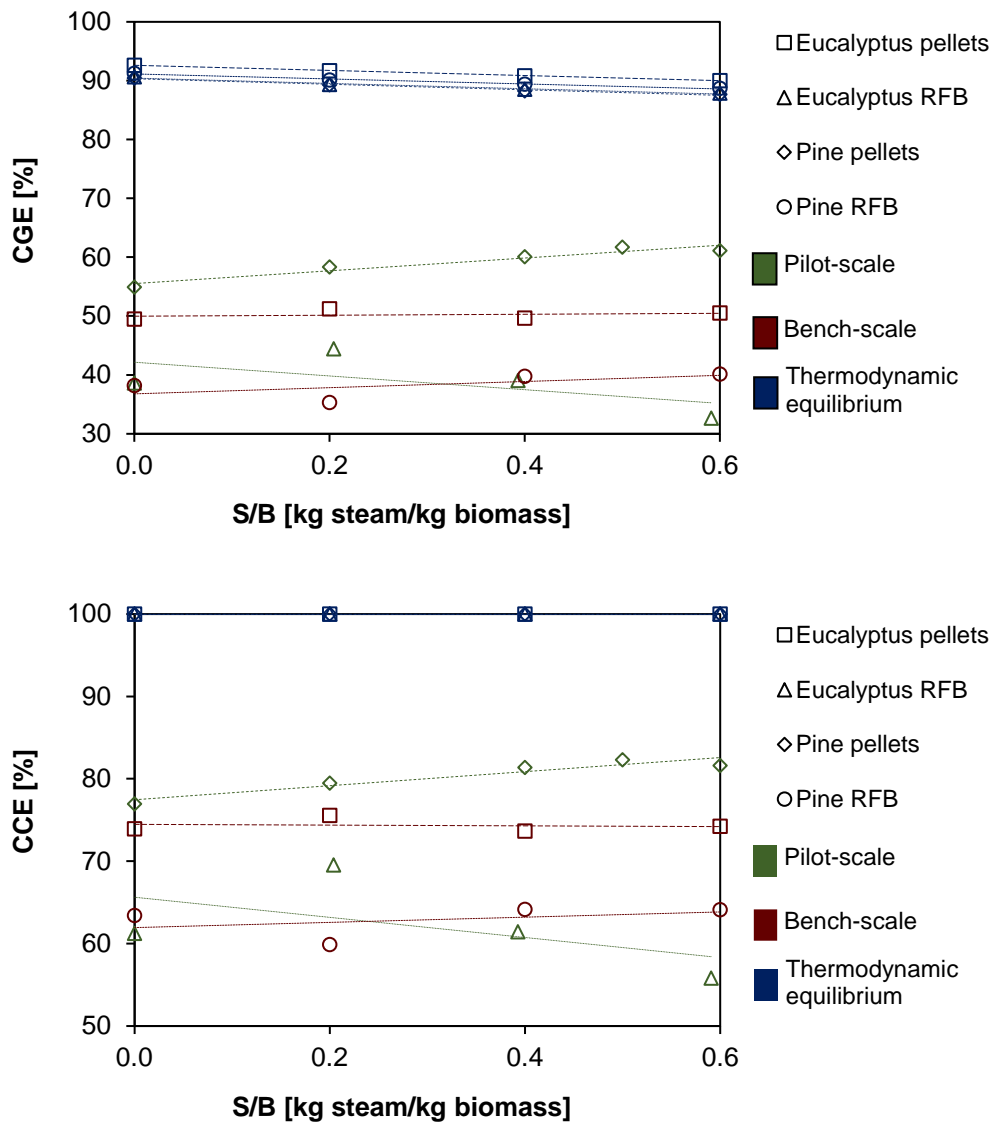 100
90
80
70
60
50
40
30
CGE [%]
0.0
0.2
0.4
0.6
S/B [kg steam/kg biomass]
Eucalyptus pellets
Eucalyptus RFB
Pine pellets
Pine RFB
Pilot-scale
Bench-scale
Thermodynamic
equilibrium
100
90
80
70
60
50
CCE [%]
0.0
0.2
0.4
0.6
S/B [kg steam/kg biomass]
Eucalyptus pellets
Eucalyptus RFB
Pine pellets
Pine RFB
Pilot-scale
Bench-scale
Thermodynamic
equilibrium